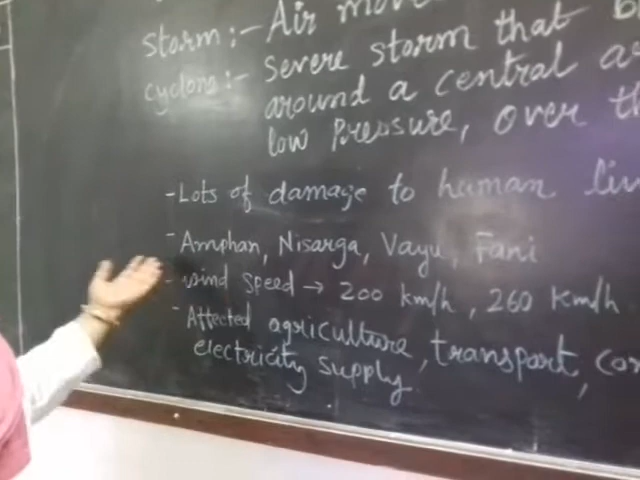 Storm:- Air
cyclone:- Severe storm that
around a central
low Pressure, over
-Lots of damage to human
- Amphan, Nisarga, Vayu, Fani
- wind speed → 200 km/h, 260 Km/h
- Affected agriculture, transport,
electricity supply